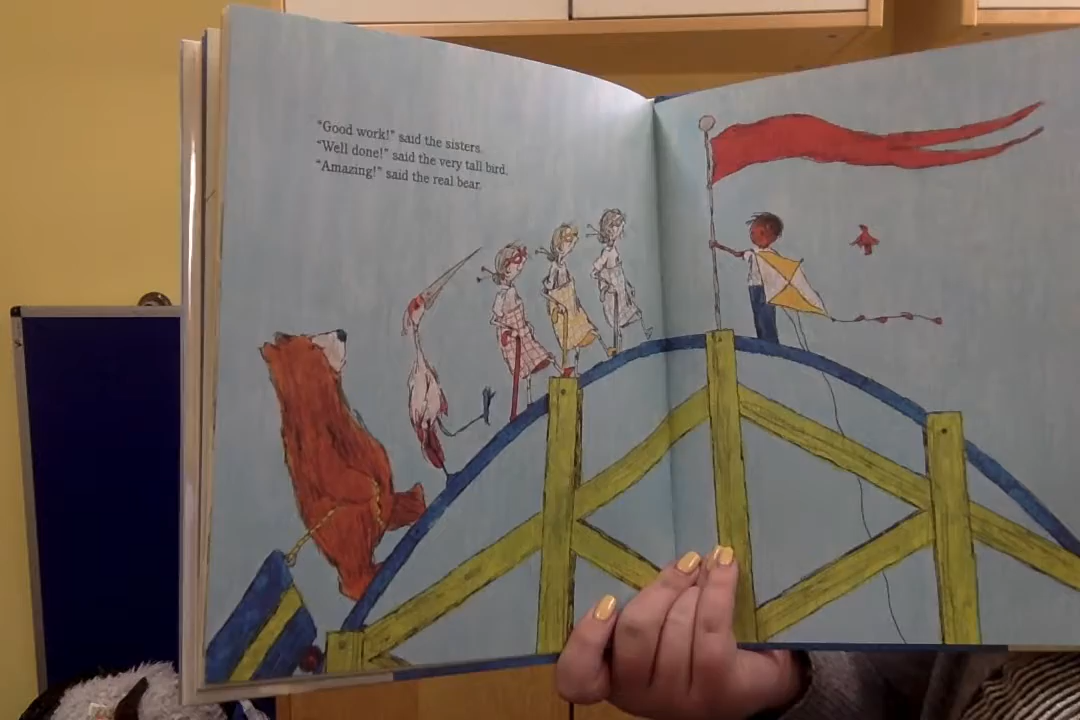 “Good work!” said the sisters.
“Well done!” said the very tall bird.
“Amazing!” said the real bear.